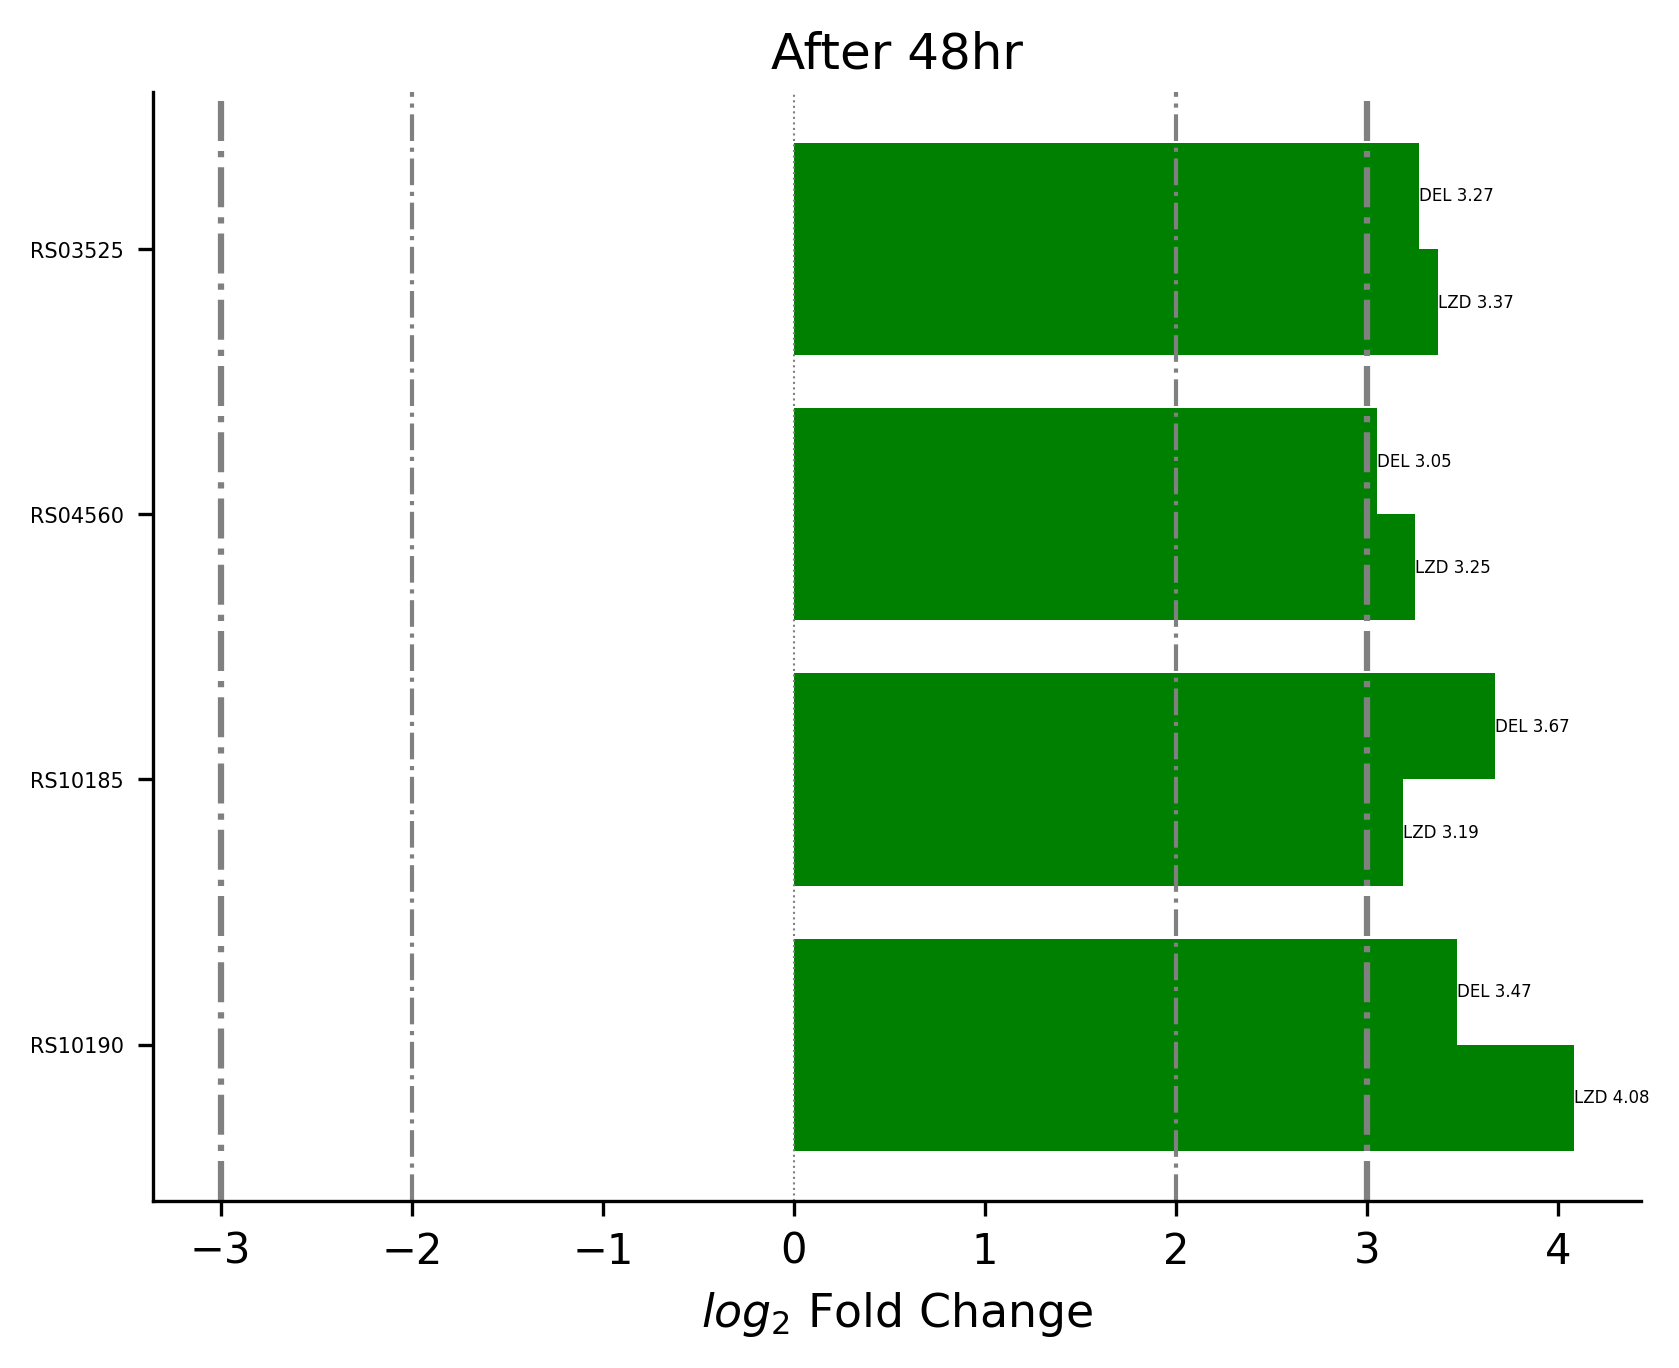 After 48hr
DEL 3.27
RS03525
LZD 3.37
DEL 3.05
RS04560
LZD 3.25
DEL 3.67
RS10185
LZD 3.19
DEL 3.47
RS10190
LZD 4.08
−3 −2 −1 0 1 2 3 4
log₂ Fold Change